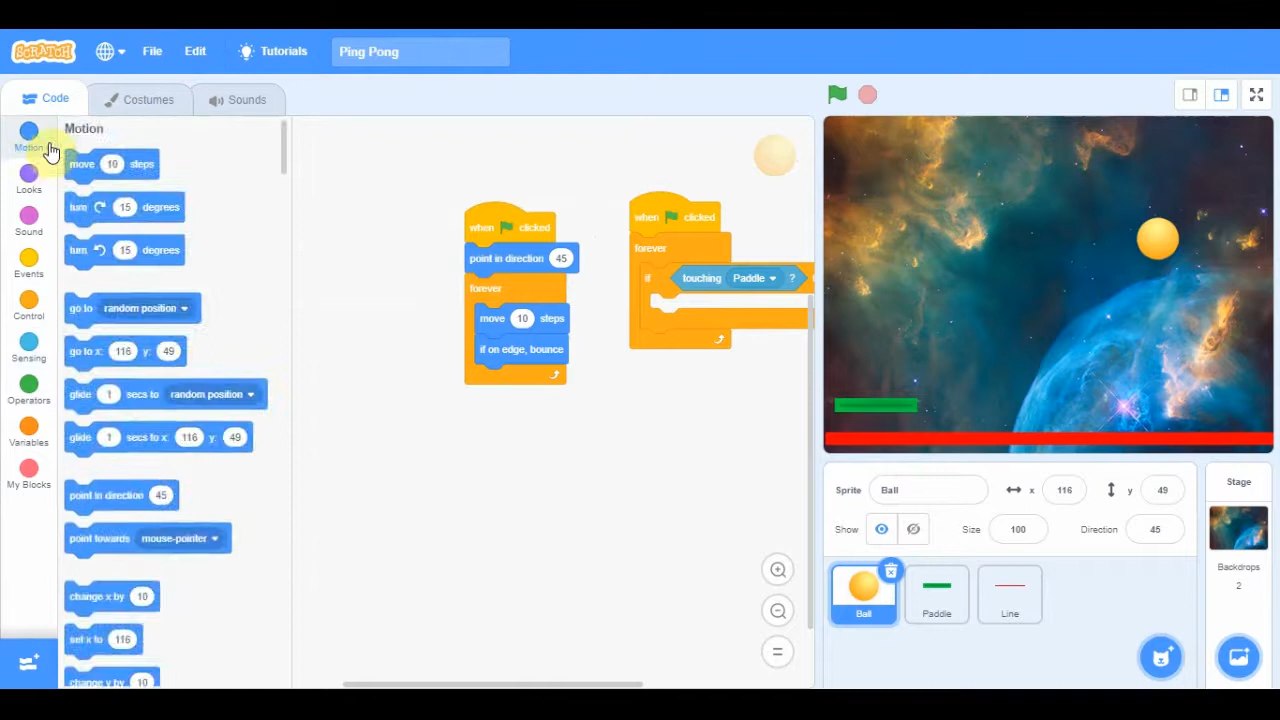 SCRATCH File Edit Tutorials Ping Pong
Code Costumes Sounds
Motion
Looks
Sound
Events
Control
Sensing
Operators
Variables
My Blocks
Motion
move 10 steps
turn 15 degrees
turn 15 degrees
go to random position
go to x: 116 y: 49
glide 1 secs to random position
glide 1 secs to x: 116 y: 49
point in direction 45
point towards mouse-pointer
change x by 10
set x to 116
change y by 10
when clicked
point in direction 45
forever
move 10 steps
if on edge, bounce
when clicked
forever
if touching Paddle ?
Sprite Ball x 116 y 49
Show Size 100 Direction 45
Ball
Paddle
Line
Stage
Backdrops
2